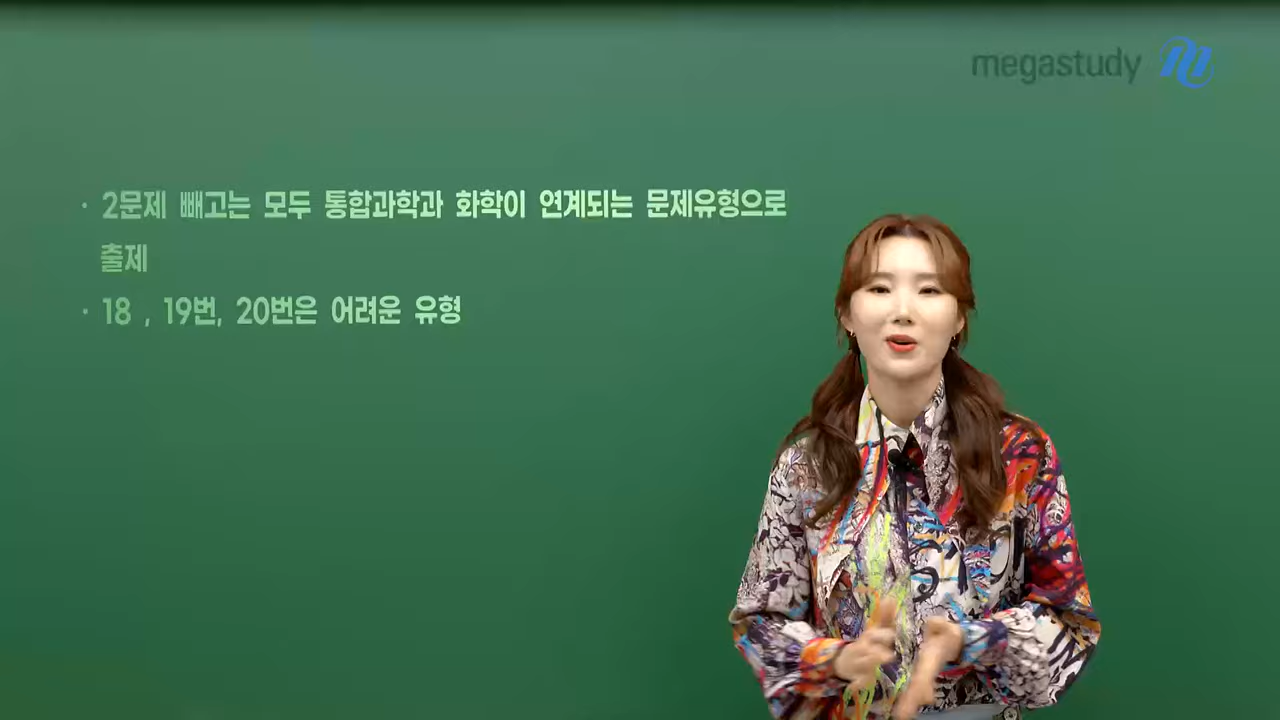 megastudy
· 2문제 빼고는 모두 통합과학과 화학이 연계되는 문제유형으로
출제
· 18 , 19번, 20번은 어려운 유형